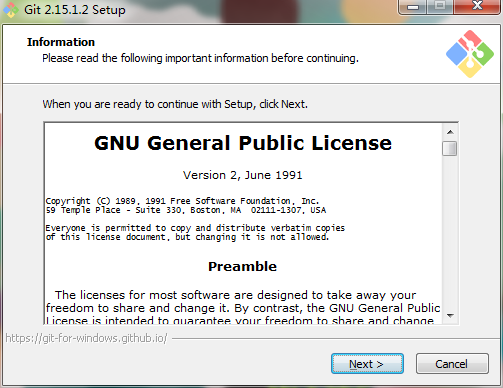 Git 2.15.1.2 Setup
Information
Please read the following important information before continuing.
When you are ready to continue with Setup, click Next.
GNU General Public License
Version 2, June 1991
Copyright (C) 1989, 1991 Free Software Foundation, Inc.
59 Temple Place - Suite 330, Boston, MA  02111-1307, USA
Everyone is permitted to copy and distribute verbatim copies
of this license document, but changing it is not allowed.
Preamble
The licenses for most software are designed to take away your
freedom to share and change it. By contrast, the GNU General Public
License is intended to guarantee your freedom to share and change
https://git-for-windows.github.io/
Next >
Cancel